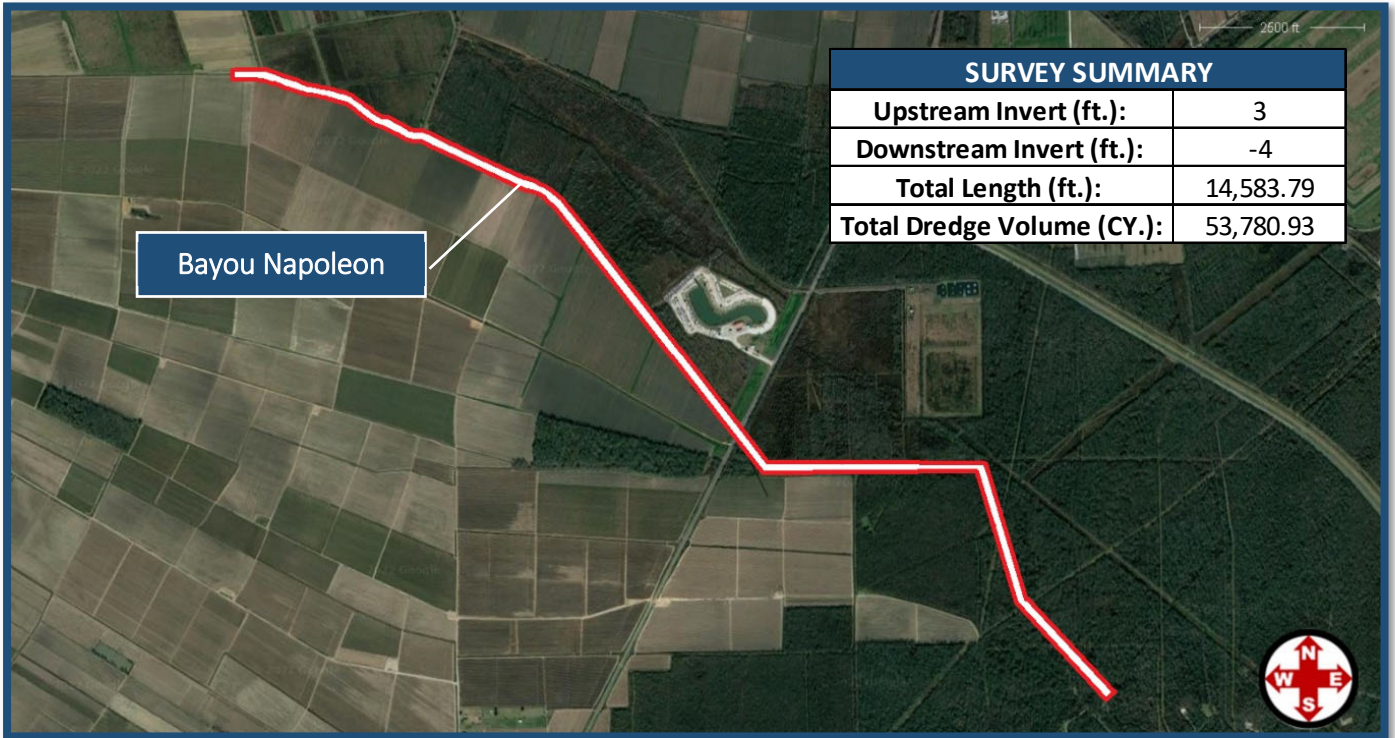 2500 ft
SURVEY SUMMARY
Upstream Invert (ft.): 3
Downstream Invert (ft.): -4
Total Length (ft.): 14,583.79
Total Dredge Volume (CY.): 53,780.93
Bayou Napoleon
N
W E
S